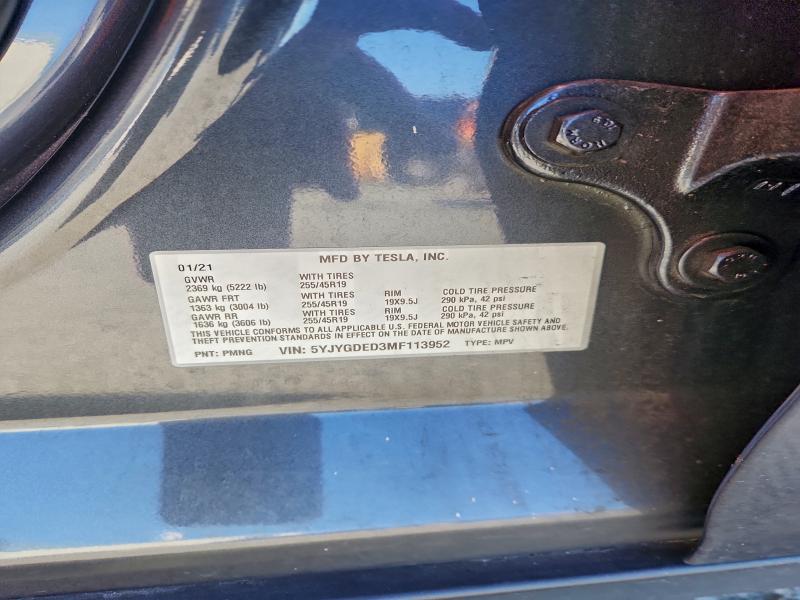 MFD BY TESLA, INC.
01/21
GVWR WITH TIRES
2369 kg (5222 lb) 255/45R19
GAWR FRT WITH TIRES RIM COLD TIRE PRESSURE
1363 kg (3004 lb) 255/45R19 19X9.5J 290 kPa, 42 psi
GAWR RR WITH TIRES RIM COLD TIRE PRESSURE
1636 kg (3606 lb) 255/45R19 19X9.5J 290 kPa, 42 psi
THIS VEHICLE CONFORMS TO ALL APPLICABLE U.S. FEDERAL MOTOR VEHICLE SAFETY AND
THEFT PREVENTION STANDARDS IN EFFECT ON THE DATE OF MANUFACTURE SHOWN ABOVE.
PNT: PMNG VIN: 5YJYGDED3MF113952 TYPE: MPV